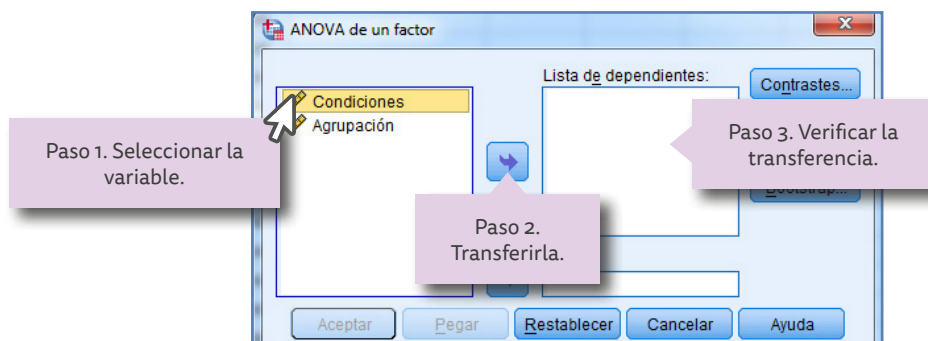 ANOVA de un factor
x
Lista de dependientes:
Condiciones
Agrupación
Contrastes...
Paso 1. Seleccionar la
variable.
Paso 3. Verificar la
transferencia.
Bootstrap...
Paso 2.
Transferirla.
Aceptar
Pegar
Restablecer
Cancelar
Ayuda